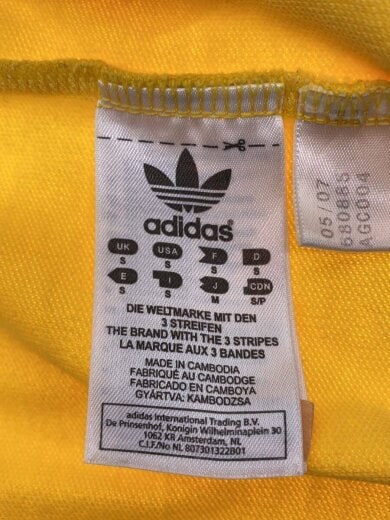 adidas®
UK USA F D
S S S S
E I J CDN
S S M S/P
DIE WELTMARKE MIT DEN
3 STREIFEN
THE BRAND WITH THE 3 STRIPES
LA MARQUE AUX 3 BANDES
MADE IN CAMBODIA
FABRIQUÉ AU CAMBODGE
FABRICADO EN CAMBOYA
GYÁRTVA: KAMBODZSA
adidas International Trading B.V.
De Prinsenhof, Konigin Wilhelminaplein 30
1062 KR Amsterdam, NL
C.I.F./No NL 807301322B01
05/07
680885
AGC004